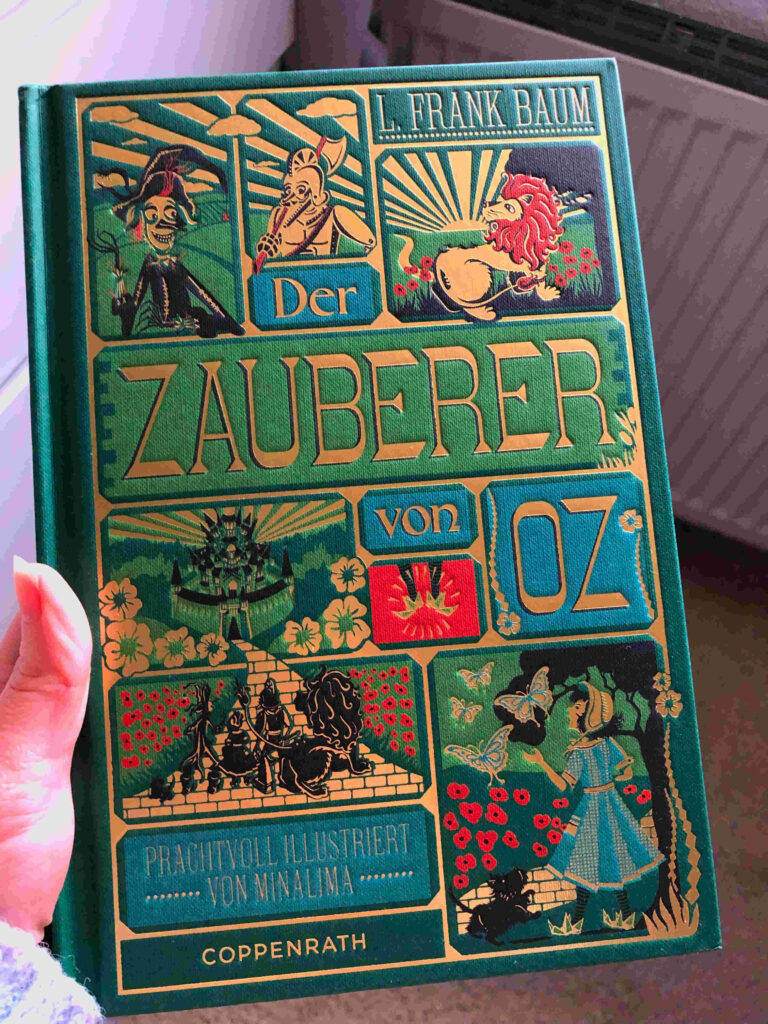 L. FRANK BAUM
Der
ZAUBERER
von
OZ
PRACHTVOLL ILLUSTRIERT
VON MINALIMA
COPPENRATH